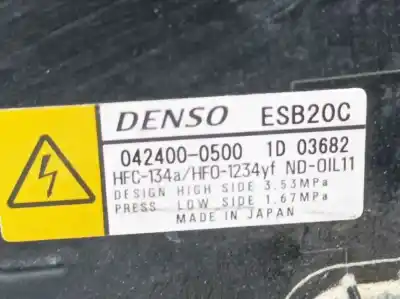 DENSO ESB20C
042400-0500 1D 03682
HFC-134a/HFO-1234yf ND-OIL11
DESIGN HIGH SIDE 3.53MPa
PRESS LOW SIDE 1.67MPa
MADE IN JAPAN